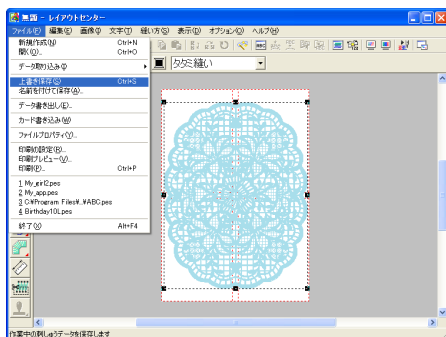 無題 - レイアウトセンター
ファイル(F) 編集(E) 画像(I) 文字(T) 縫い方(S) 表示(D) オプション(O) ヘルプ(H)
新規作成(N) Ctrl+N
開く(O)... Ctrl+O
データ取り込み(I)
上書き保存(S) Ctrl+S
名前を付けて保存(A)...
データ書き出し(E)...
カード書き込み(W)
ファイルプロパティ(Y)...
印刷の設定(R)...
印刷プレビュー(V)...
印刷(P)... Ctrl+P
1 My_girl2.pes
2 My_app.pes
3 C:¥Program Files¥..¥ABC.pes
4 Birthday10L.pes
終了(X) Alt+F4
タタミ縫い
作業中の刺しゅうデータを保存します